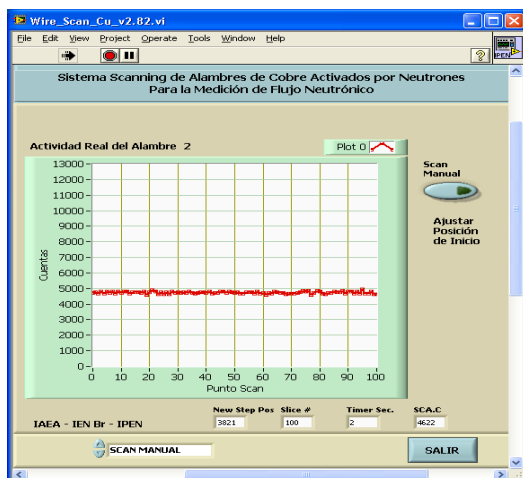 Wire_Scan_Cu_v2.82.vi
File Edit View Project Operate Tools Window Help
IPEN
Sistema Scanning de Alambres de Cobre Activados por Neutrones
Para la Medición de Flujo Neutrónico
Actividad Real del Alambre 2
Plot 0
Scan
Manual
Ajustar
Posición
de Inicio
Cuentas
13000
12000
11000
10000
9000
8000
7000
6000
5000
4000
3000
2000
1000
0
0 10 20 30 40 50 60 70 80 90 100
Punto Scan
New Step Pos Slice # Timer Sec. SCA.C
IAEA - IEN Br - IPEN 3821 100 2 4622
SCAN MANUAL
SALIR